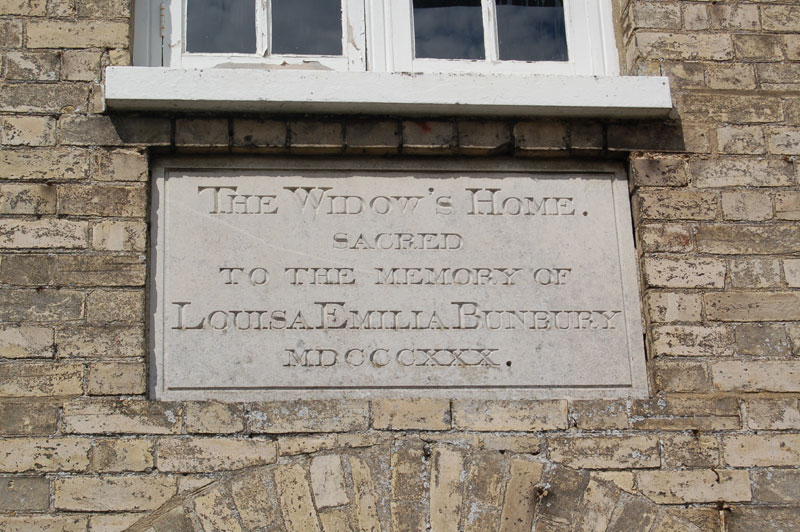 The Widow's Home.
SACRED
TO THE MEMORY OF
Louisa Emilia Bunbury
MDCCCXXX.